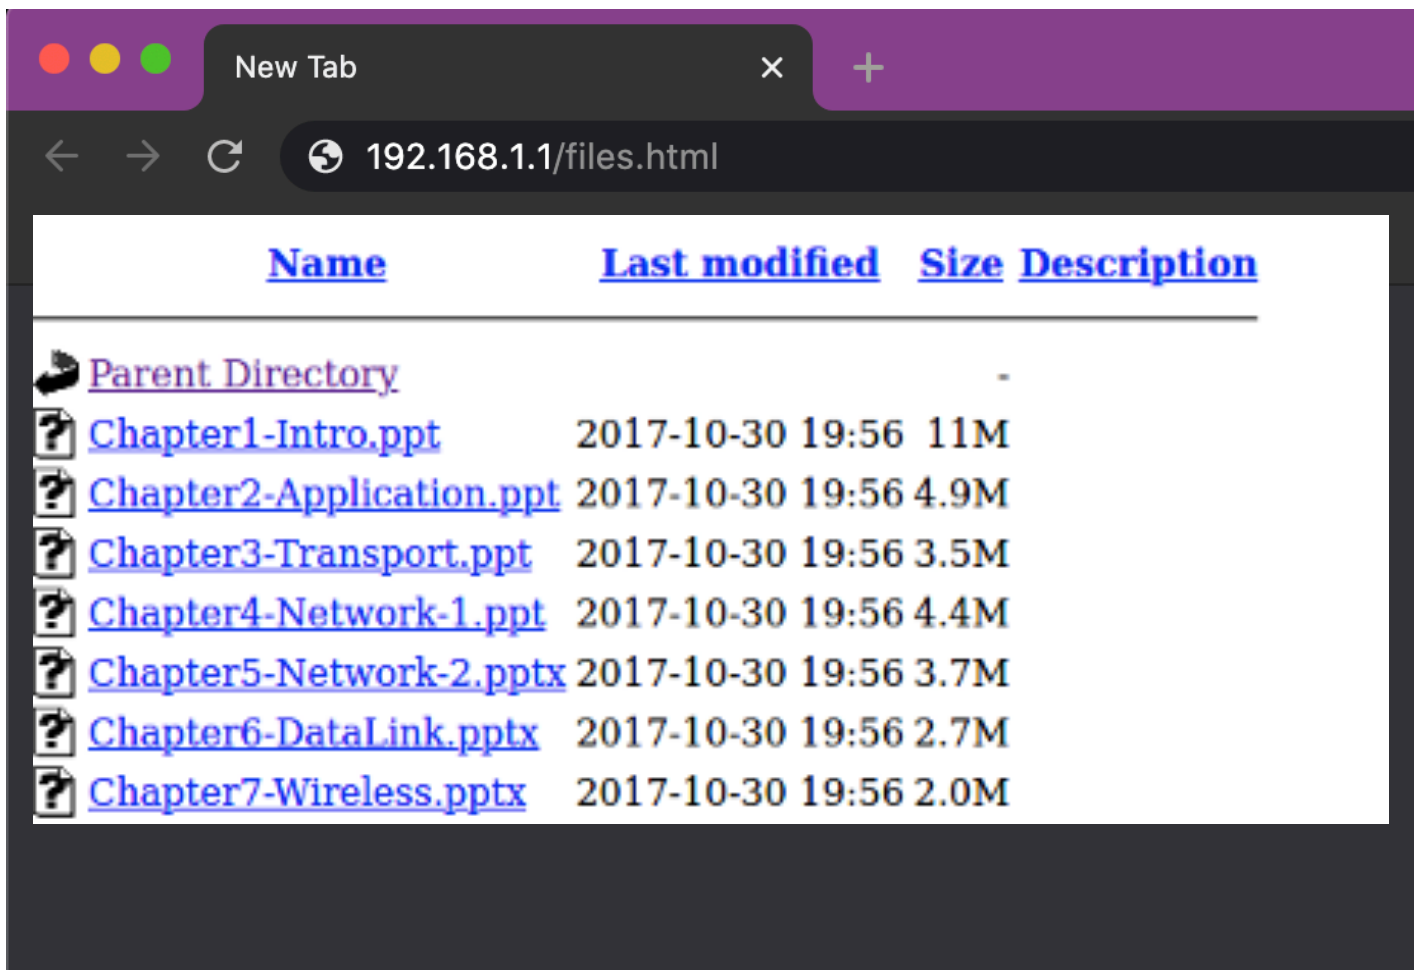 New Tab
192.168.1.1/files.html
Name Last modified Size Description
Parent Directory -
Chapter1-Intro.ppt 2017-10-30 19:56 11M
Chapter2-Application.ppt 2017-10-30 19:56 4.9M
Chapter3-Transport.ppt 2017-10-30 19:56 3.5M
Chapter4-Network-1.ppt 2017-10-30 19:56 4.4M
Chapter5-Network-2.pptx 2017-10-30 19:56 3.7M
Chapter6-DataLink.pptx 2017-10-30 19:56 2.7M
Chapter7-Wireless.pptx 2017-10-30 19:56 2.0M